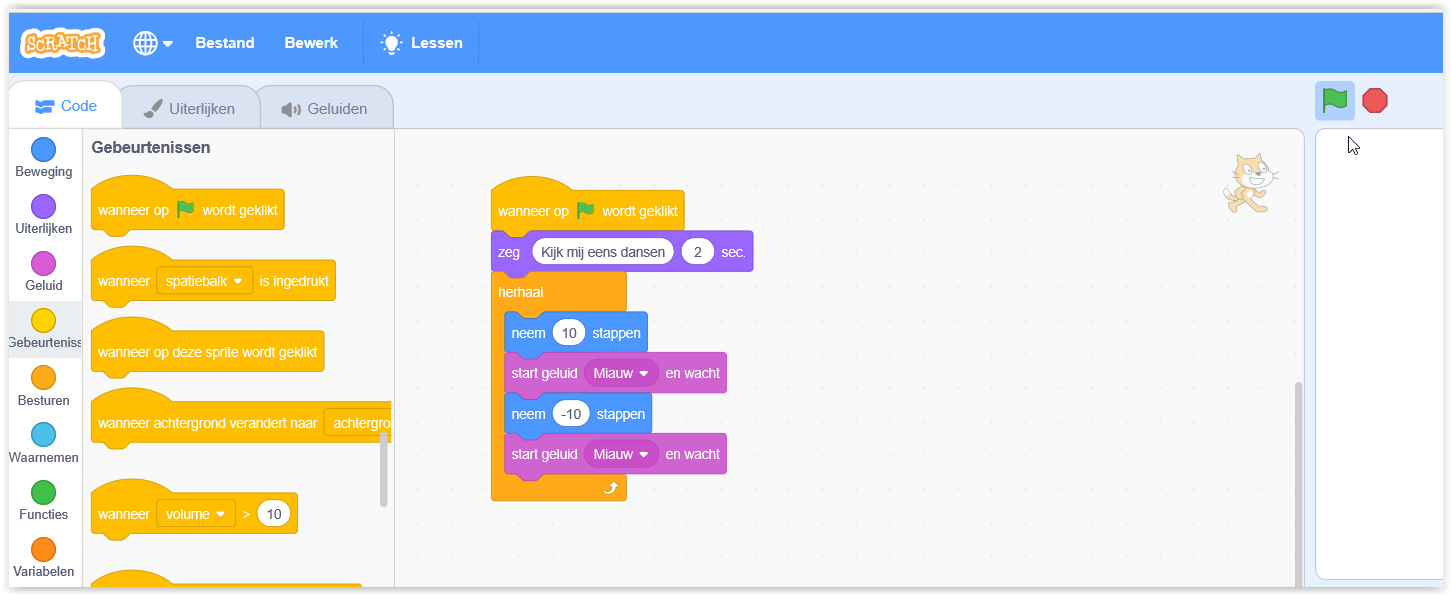 SCRATCH
Bestand
Bewerk
Lessen
Code
Uiterlijken
Geluiden
Beweging
Uiterlijken
Geluid
Gebeurteniss
Besturen
Waarnemen
Functies
Variabelen
Gebeurtenissen
wanneer op wordt geklikt
wanneer spatiebalk is ingedrukt
wanneer op deze sprite wordt geklikt
wanneer achtergrond verandert naar achtergro
wanneer volume > 10
wanneer op wordt geklikt
zeg Kijk mij eens dansen 2 sec.
herhaal
neem 10 stappen
start geluid Miauw en wacht
neem -10 stappen
start geluid Miauw en wacht